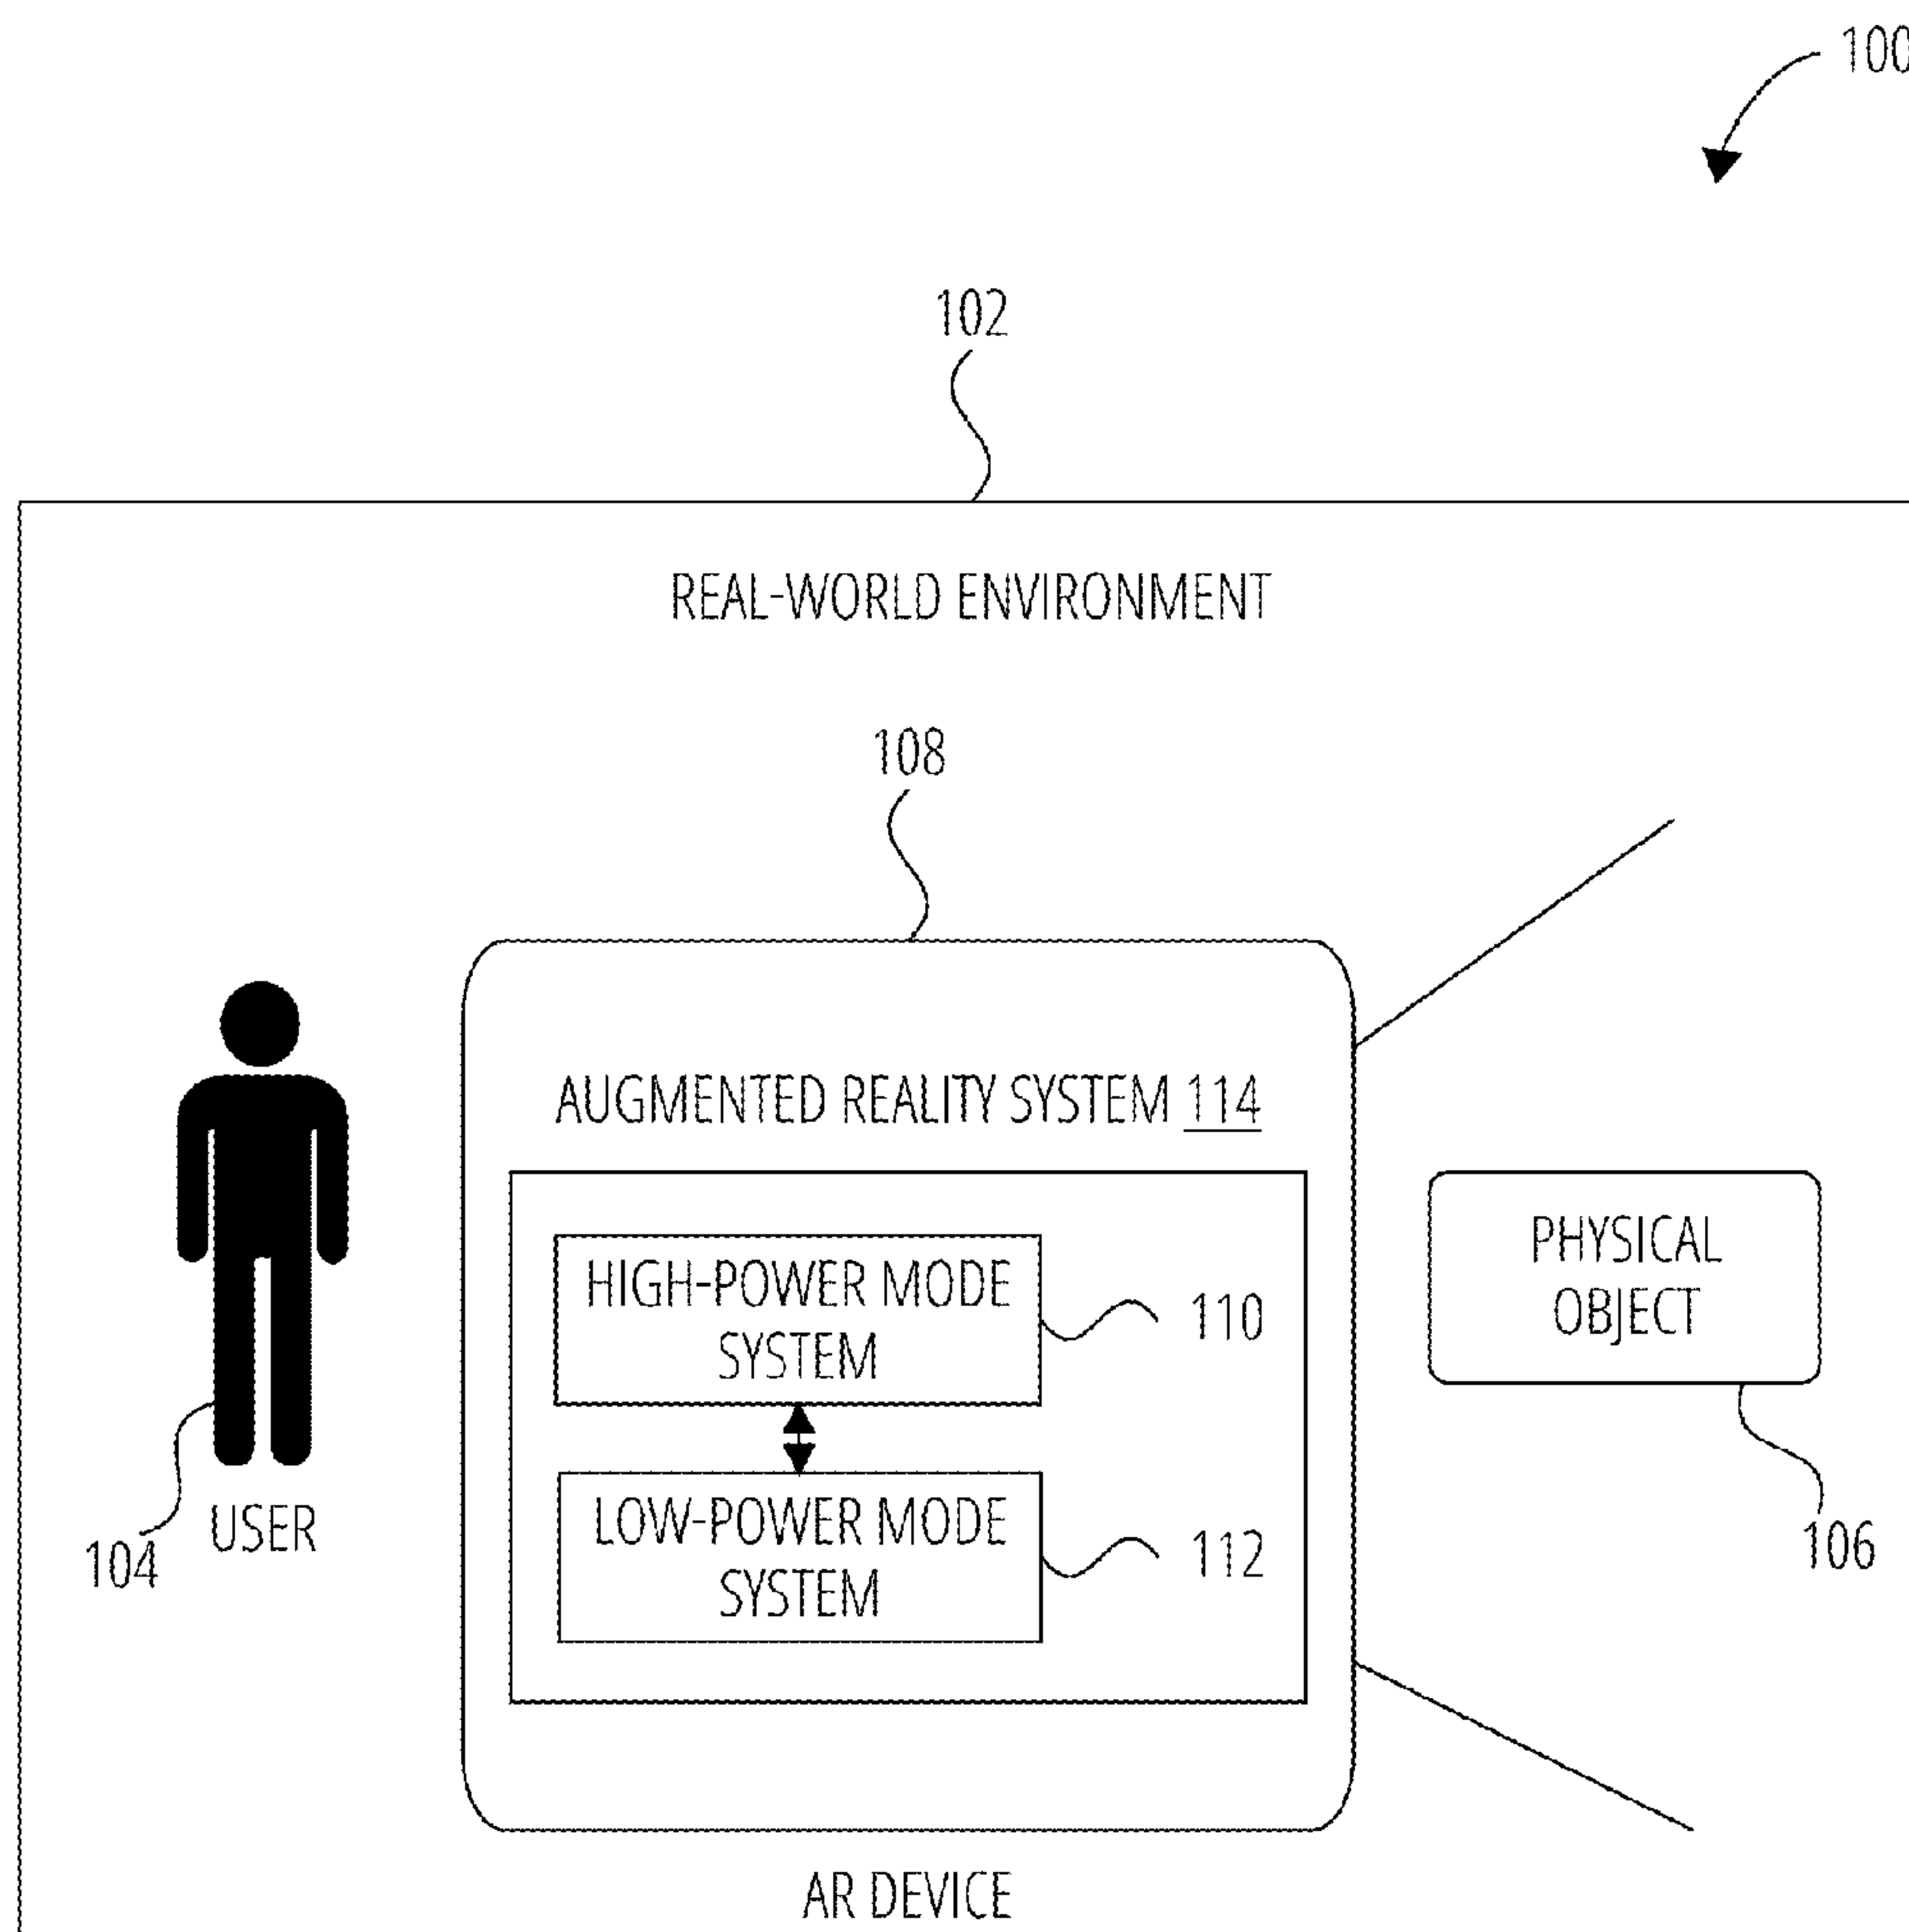 100
102
REAL-WORLD ENVIRONMENT
108
AUGMENTED REALITY SYSTEM 114
HIGH-POWER MODE
SYSTEM
110
LOW-POWER MODE
SYSTEM
112
PHYSICAL
OBJECT
106
USER
104
AR DEVICE